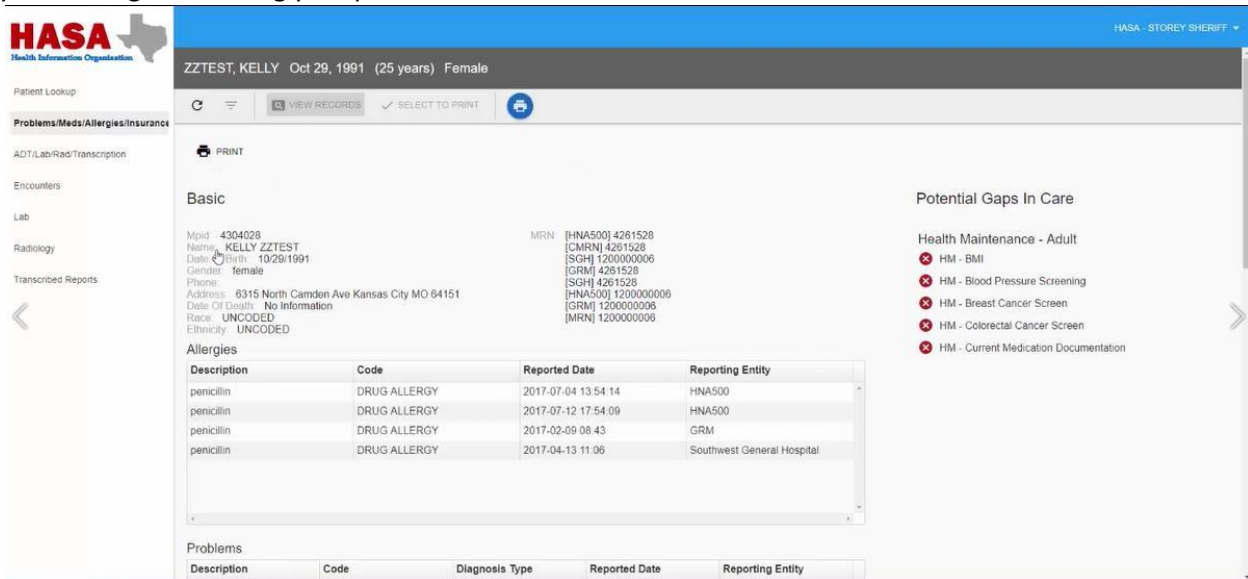 HASA
Health Information Organization
HASA - STOREY SHERIFF
ZZTEST, KELLY Oct 29, 1991 (25 years) Female
Patient Lookup
Problems/Meds/Allergies/Insurance
ADT/Lab/Rad/Transcription
Encounters
Lab
Radiology
Transcribed Reports
VIEW RECORDS
SELECT TO PRINT
PRINT
Basic
Mpid: 4304028
Name: KELLY ZZTEST
Date Of Birth: 10/29/1991
Gender: female
Phone:
Address: 6315 North Camden Ave Kansas City MO 64151
Date Of Death: No Information
Race: UNCODED
Ethnicity: UNCODED
MRN: [HNA500] 4261528
[CMRN] 4261528
[SGH] 1200000006
[GRM] 4261528
[SGH] 4261528
[HNA500] 1200000006
[GRM] 1200000006
[MRN] 1200000006
Potential Gaps In Care
Health Maintenance - Adult
HM - BMI
HM - Blood Pressure Screening
HM - Breast Cancer Screen
HM - Colorectal Cancer Screen
HM - Current Medication Documentation
Allergies
Description Code Reported Date Reporting Entity
penicillin DRUG ALLERGY 2017-07-04 13:54:14 HNA500
penicillin DRUG ALLERGY 2017-07-12 17:54:09 HNA500
penicillin DRUG ALLERGY 2017-02-09 08:43 GRM
penicillin DRUG ALLERGY 2017-04-13 11:06 Southwest General Hospital
Problems
Description Code Diagnosis Type Reported Date Reporting Entity